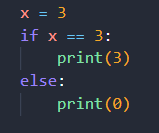 x = 3
if x == 3:
    print(3)
else:
    print(0)